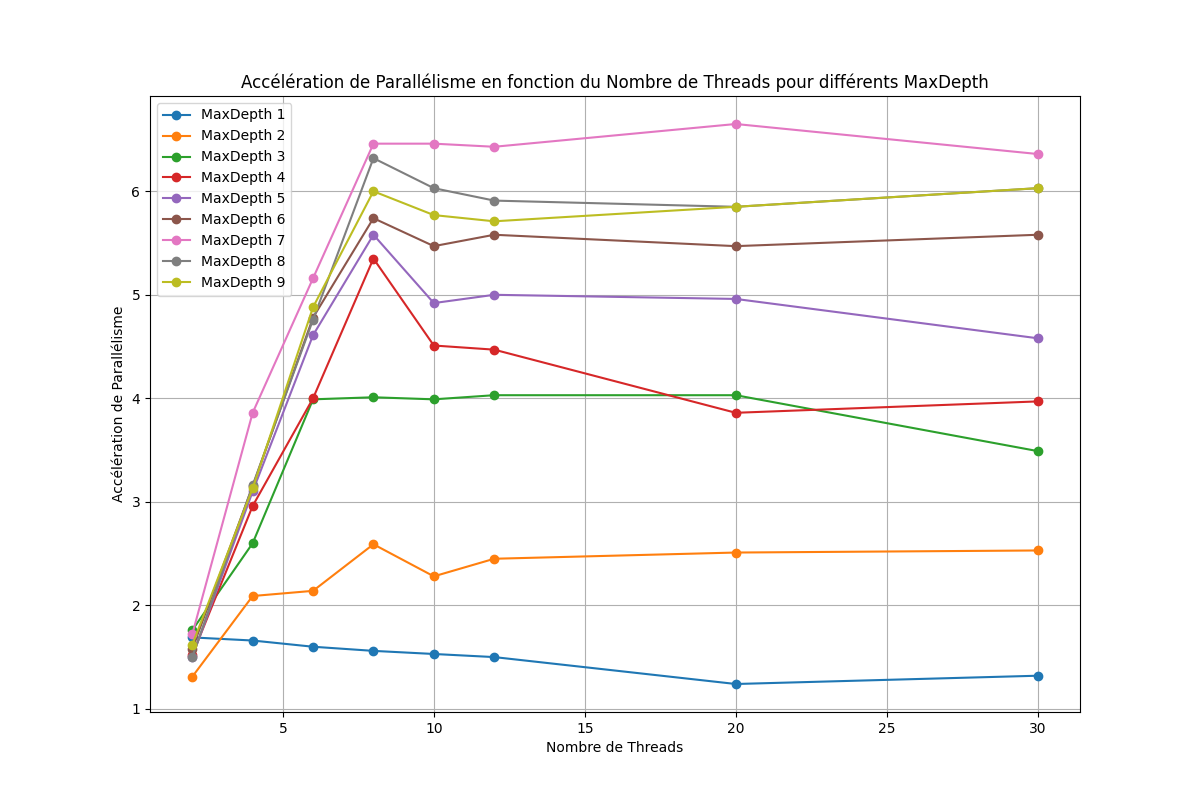 Accélération de Parallélisme en fonction du Nombre de Threads pour différents MaxDepth
MaxDepth 1
MaxDepth 2
MaxDepth 3
MaxDepth 4
MaxDepth 5
MaxDepth 6
MaxDepth 7
MaxDepth 8
MaxDepth 9
Accélération de Parallélisme
6
5
4
3
2
1
5
10
15
20
25
30
Nombre de Threads